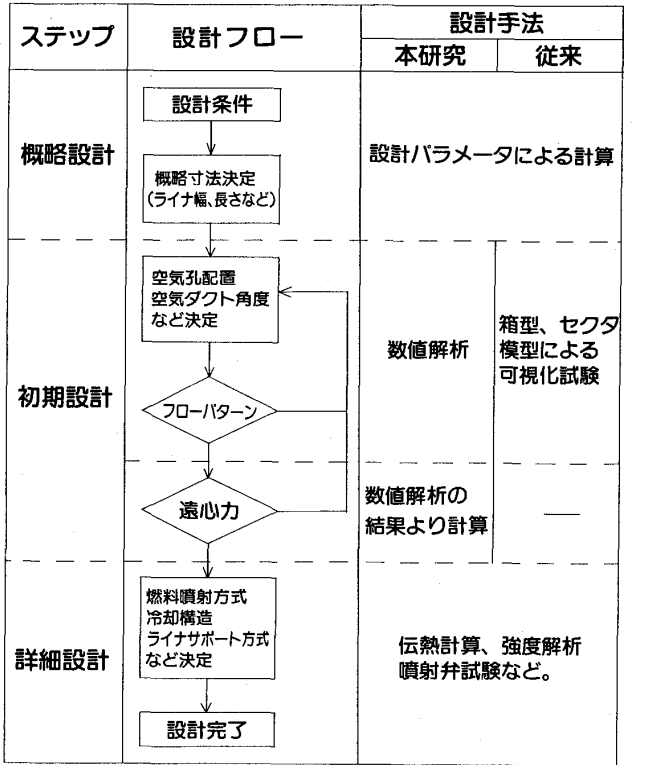 ステップ
設計フロー
設計手法
本研究
従来
概略設計
設計条件
概略寸法決定
(ライナ幅、長さなど)
設計パラメータによる計算
初期設計
空気孔配置
空気ダクト角度
など決定
フローパターン
数値解析
箱型、セクタ
模型による
可視化試験
遠心力
数値解析の
結果より計算
——
詳細設計
燃料噴射方式
冷却構造
ライナサポート方式
など決定
設計完了
伝熱計算、強度解析
噴射弁試験など。